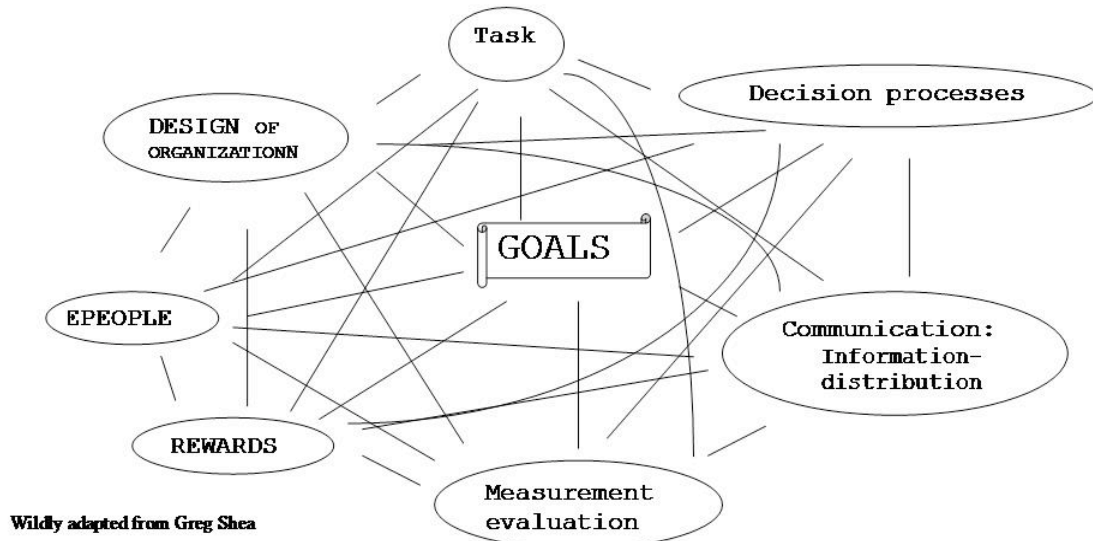 Task
Decision processes
DESIGN OF
ORGANIZATIONN
GOALS
EPEOPLE
Communication:
Information-
distribution
REWARDS
Measurement
evaluation
Wildly adapted from Greg Shea